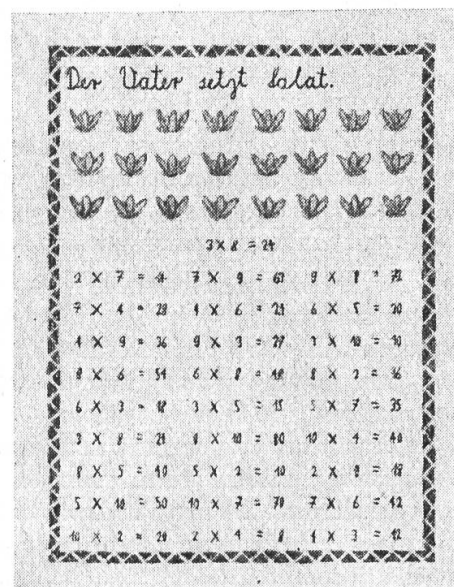 Der Vater setzt Salat.
3 X 8 = 24
2 X 7 = 14 7 X 9 = 63 9 X 8 = 72
7 X 4 = 28 4 X 6 = 24 6 X 5 = 30
4 X 9 = 36 9 X 3 = 27 3 X 10 = 30
9 X 6 = 54 6 X 8 = 48 8 X 2 = 16
6 X 3 = 18 3 X 5 = 15 5 X 7 = 35
3 X 8 = 24 8 X 10 = 80 10 X 4 = 40
8 X 5 = 40 5 X 2 = 10 2 X 9 = 18
5 X 10 = 50 10 X 7 = 70 7 X 6 = 42
10 X 2 = 20 2 X 4 = 8 4 X 3 = 12